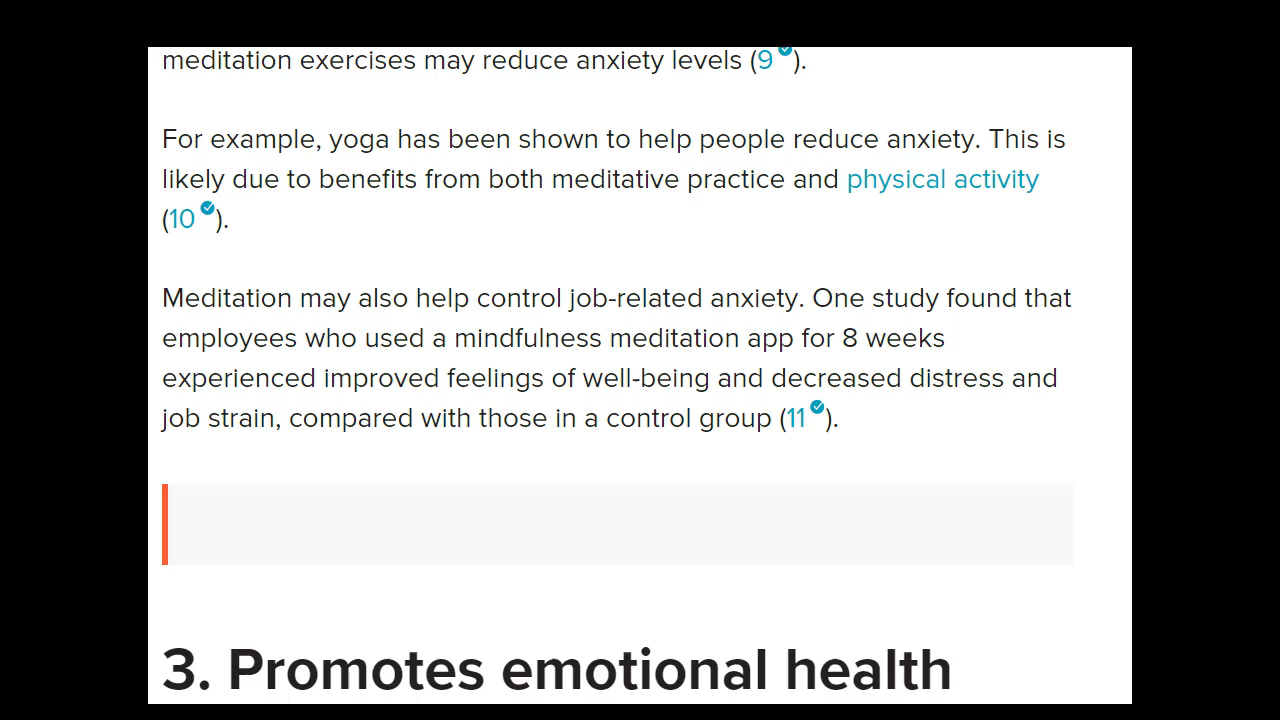 meditation exercises may reduce anxiety levels (9).
For example, yoga has been shown to help people reduce anxiety. This is
likely due to benefits from both meditative practice and physical activity
(10).
Meditation may also help control job-related anxiety. One study found that
employees who used a mindfulness meditation app for 8 weeks
experienced improved feelings of well-being and decreased distress and
job strain, compared with those in a control group (11).
3. Promotes emotional health